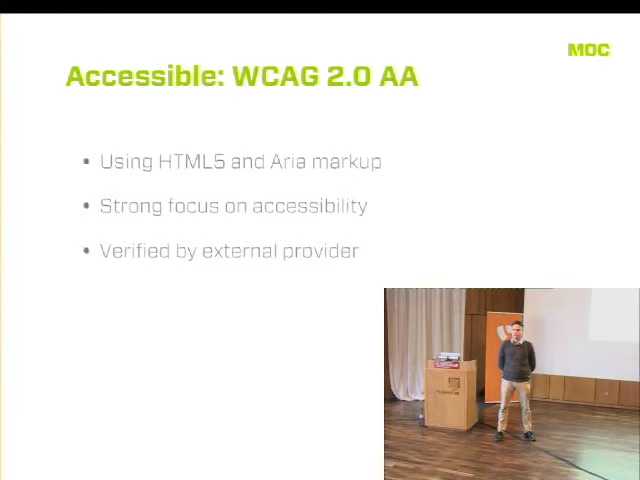 MOC
Accessible: WCAG 2.0 AA
• Using HTML5 and Aria markup
• Strong focus on accessibility
• Verified by external provider